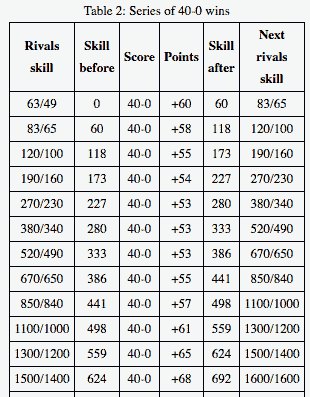 Table 2: Series of 40-0 wins
Rivals skill | Skill before | Score | Points | Skill after | Next rivals skill
63/49 | 0 | 40-0 | +60 | 60 | 83/65
83/65 | 60 | 40-0 | +58 | 118 | 120/100
120/100 | 118 | 40-0 | +55 | 173 | 190/160
190/160 | 173 | 40-0 | +54 | 227 | 270/230
270/230 | 227 | 40-0 | +53 | 280 | 380/340
380/340 | 280 | 40-0 | +53 | 333 | 520/490
520/490 | 333 | 40-0 | +53 | 386 | 670/650
670/650 | 386 | 40-0 | +55 | 441 | 850/840
850/840 | 441 | 40-0 | +57 | 498 | 1100/1000
1100/1000 | 498 | 40-0 | +61 | 559 | 1300/1200
1300/1200 | 559 | 40-0 | +65 | 624 | 1500/1400
1500/1400 | 624 | 40-0 | +68 | 692 | 1600/1600